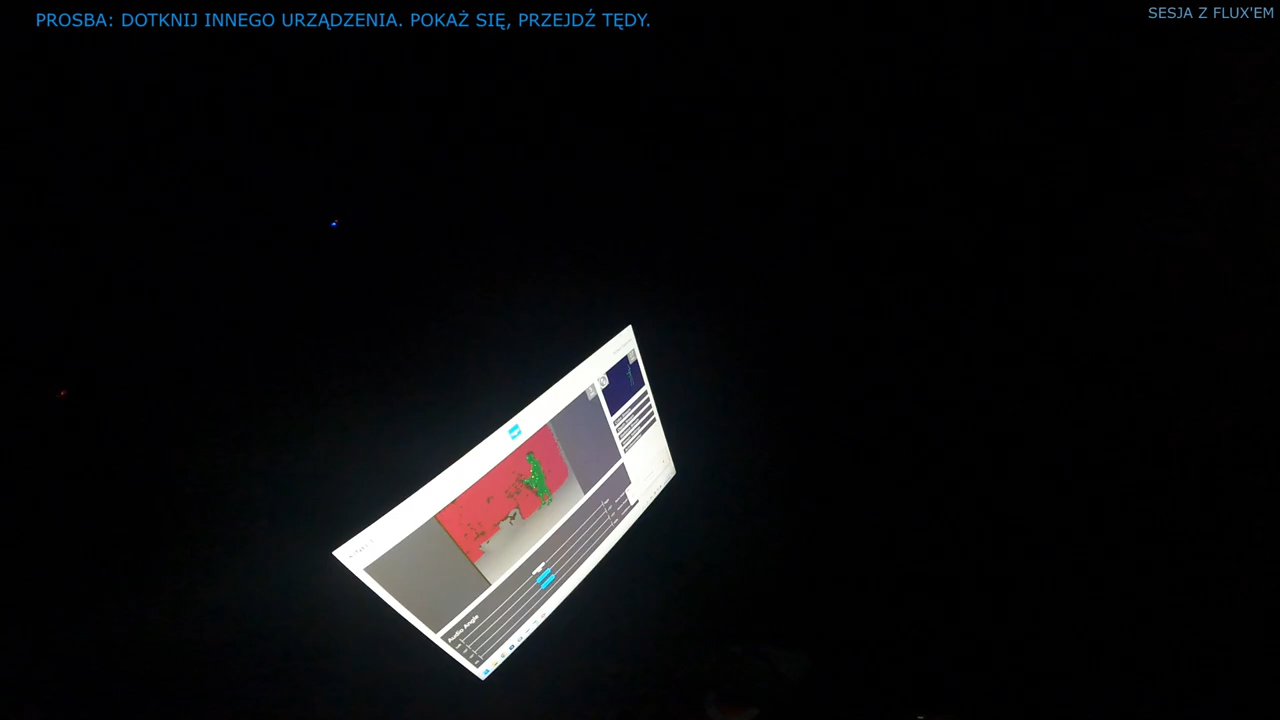 PROSBA: DOTKNIJ INNEGO URZĄDZENIA. POKAŻ SIĘ, PRZEJDŹ TĘDY.
SESJA Z FLUX'EM
Audio Angle